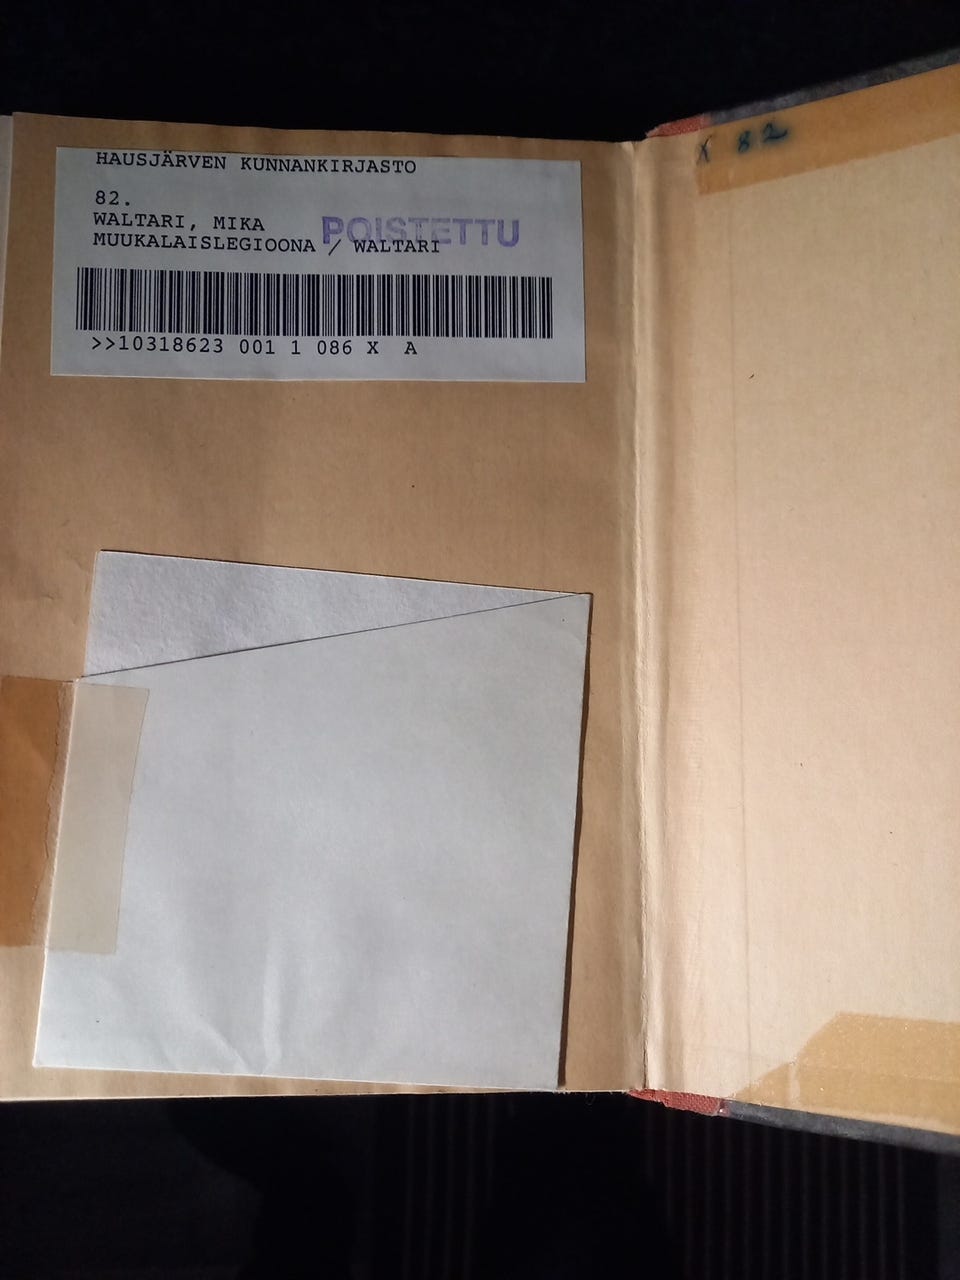 HAUSJÄRVEN KUNNANKIRJASTO
82.
WALTARI, MIKA
POISTETTU
MUUKALAISLEGIOONA / WALTARI
>>10318623 001 1 086 X A
X 82